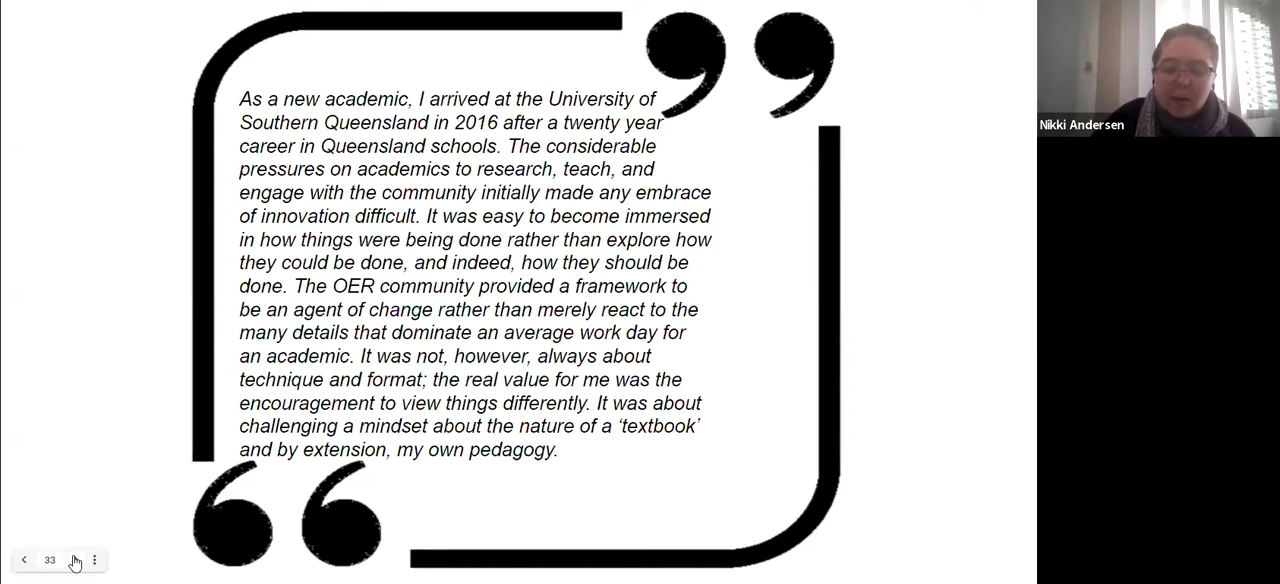 As a new academic, I arrived at the University of
Southern Queensland in 2016 after a twenty year
career in Queensland schools. The considerable
pressures on academics to research, teach, and
engage with the community initially made any embrace
of innovation difficult. It was easy to become immersed
in how things were being done rather than explore how
they could be done, and indeed, how they should be
done. The OER community provided a framework to
be an agent of change rather than merely react to the
many details that dominate an average work day for
an academic. It was not, however, always about
technique and format; the real value for me was the
encouragement to view things differently. It was about
challenging a mindset about the nature of a ‘textbook’
and by extension, my own pedagogy.
Nikki Andersen
33